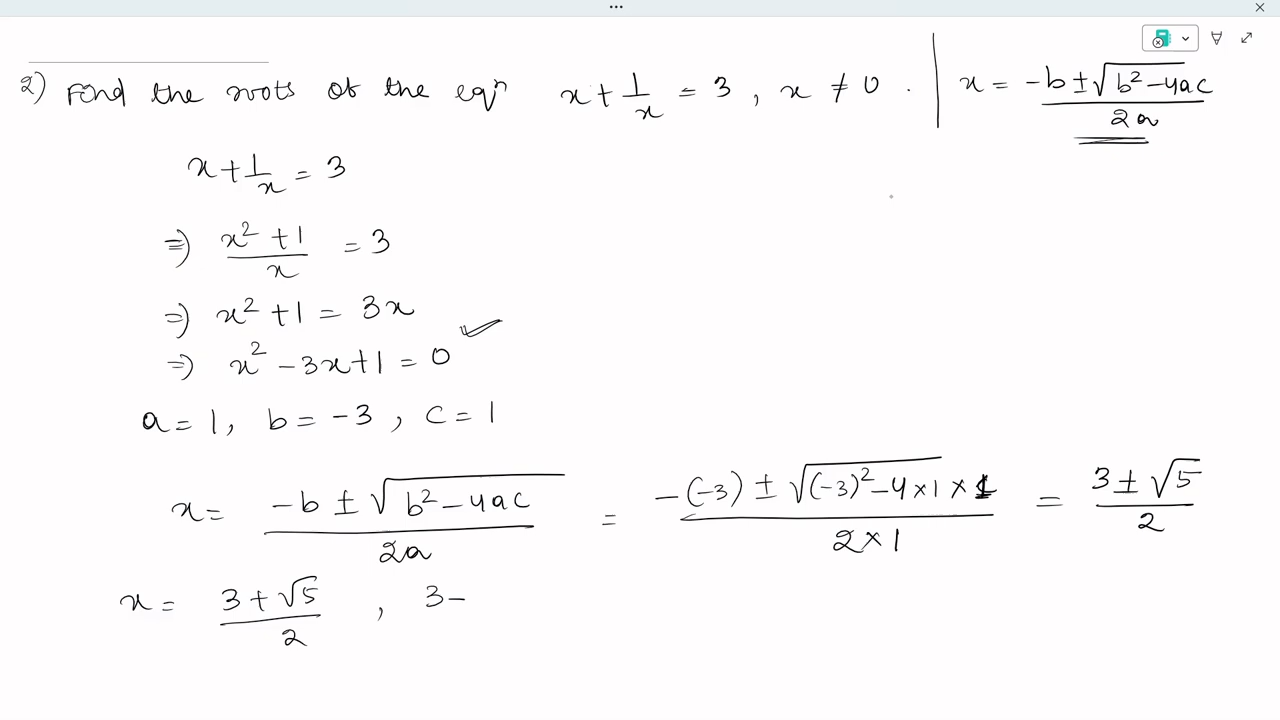 2) Find the roots of the eqn x + 1/x = 3 , x ≠ 0 .
x = (-b ± √(b² - 4ac))/2a
x + 1/x = 3
⇒) (x² + 1)/x = 3
⇒) x² + 1 = 3x
⇒) x² - 3x + 1 = 0 ✓
a = 1, b = -3 , c = 1
x = (-b ± √(b² - 4ac))/2a = (-(-3) ± √((-3)² - 4 × 1 × 1))/(2 × 1) = (3 ± √5)/2
x = (3 + √5)/2 , 3 -